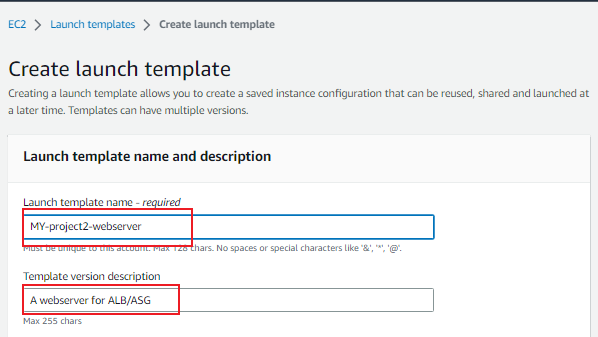 EC2 > Launch templates > Create launch template
Create launch template
Creating a launch template allows you to create a saved instance configuration that can be reused, shared and launched at
a later time. Templates can have multiple versions.
Launch template name and description
Launch template name - required
MY-project2-webserver
Must be unique to this account. Max 128 chars. No spaces or special characters like '&', '*', '@'.
Template version description
A webserver for ALB/ASG
Max 255 chars